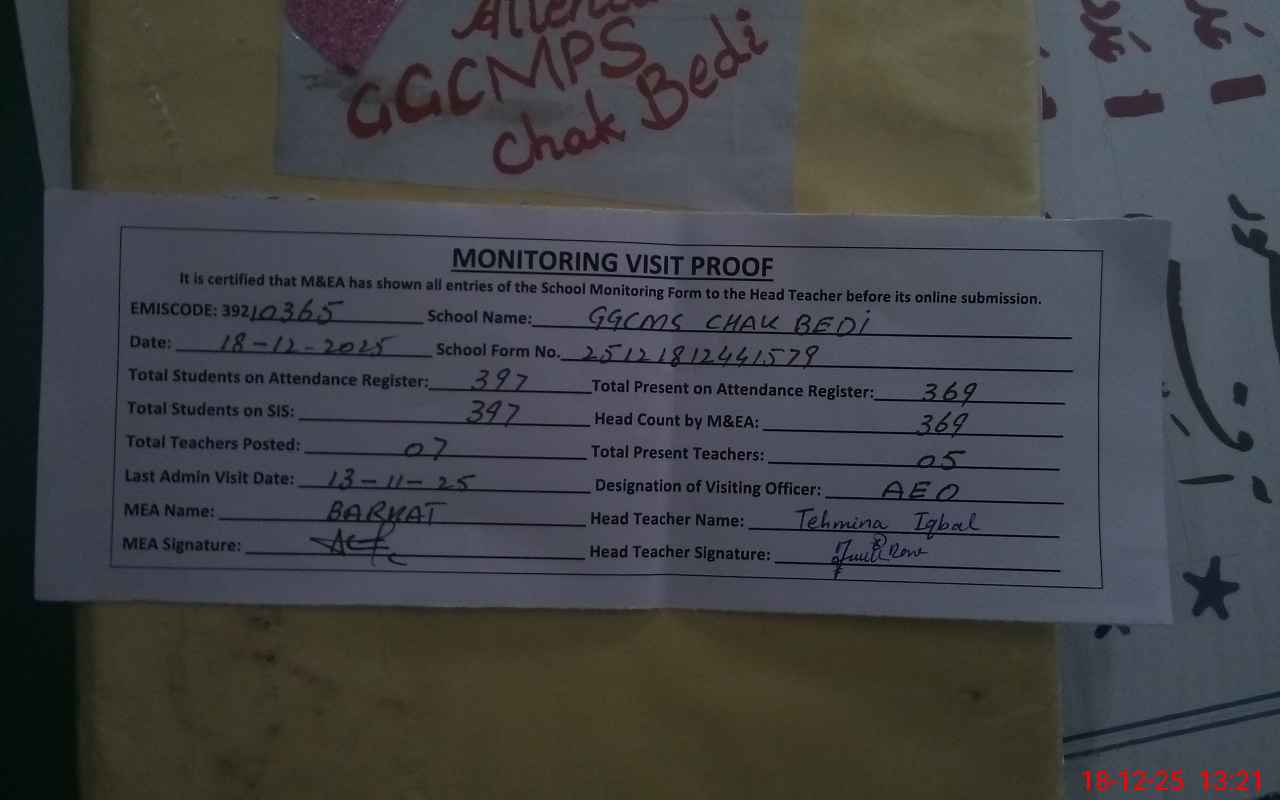 GGCMPS
Chak Bedi
MONITORING VISIT PROOF
It is certified that M&EA has shown all entries of the School Monitoring Form to the Head Teacher before its online submission.
EMISCODE: 39210365 School Name: GGCMS CHAK BEDI
Date: 18-12-2025 School Form No. 25121812441579
Total Students on Attendance Register: 397 Total Present on Attendance Register: 369
Total Students on SIS: 397 Head Count by M&EA: 369
Total Teachers Posted: 07 Total Present Teachers: 05
Last Admin Visit Date: 13-11-25 Designation of Visiting Officer: AEO
MEA Name: BARKAT Head Teacher Name: Tehmina Iqbal
MEA Signature: Head Teacher Signature:
18-12-25 13:21